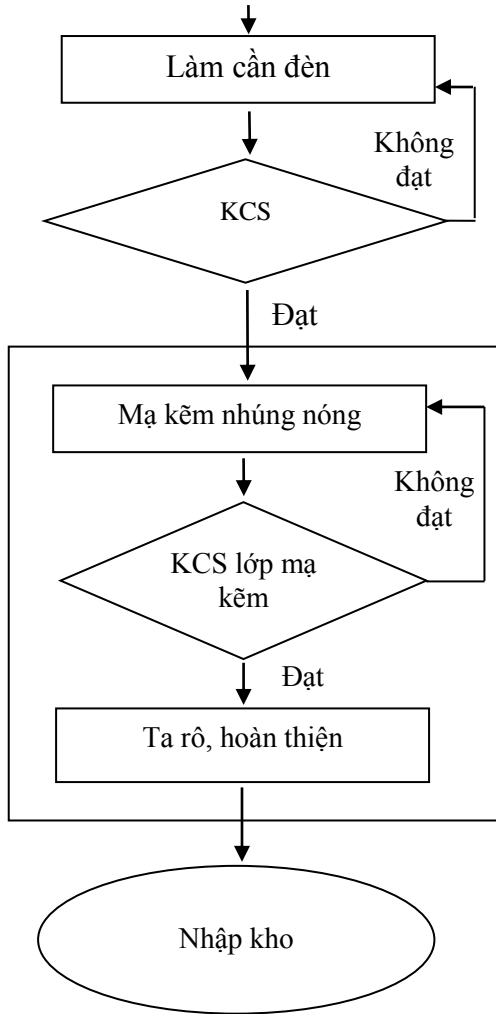 Làm cần đèn
Không
đạt
KCS
Đạt
Mạ kẽm nhúng nóng
Không
đạt
KCS lớp mạ
kẽm
Đạt
Ta rô, hoàn thiện
Nhập kho